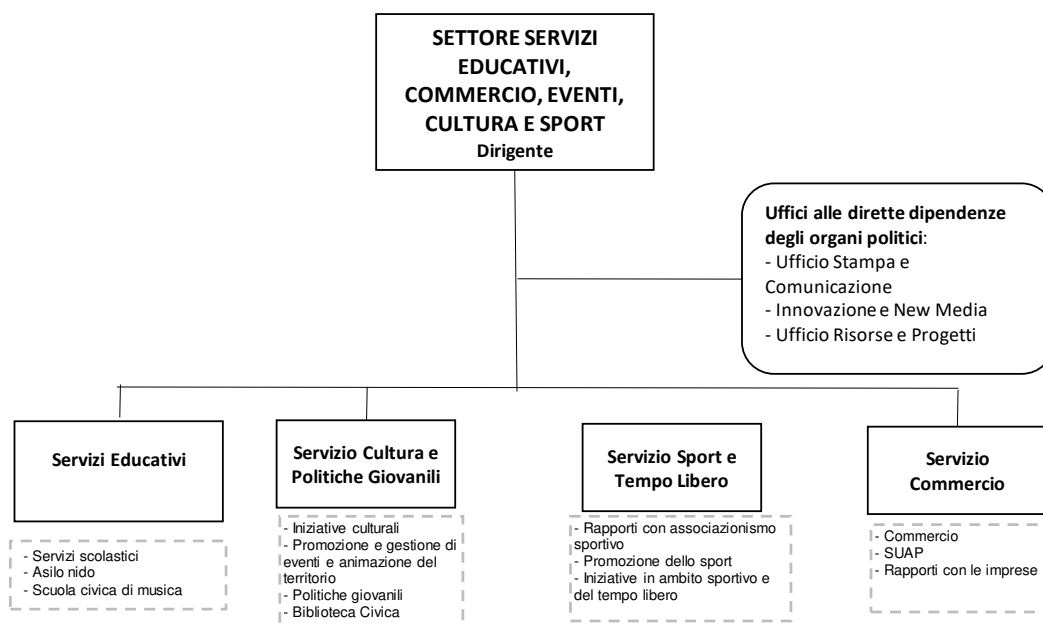 SETTORE SERVIZI
EDUCATIVI,
COMMERCIO, EVENTI,
CULTURA E SPORT
Dirigente
Uffici alle dirette dipendenze
degli organi politici:
- Ufficio Stampa e
Comunicazione
- Innovazione e New Media
- Ufficio Risorse e Progetti
Servizi Educativi
- Servizi scolastici
- Asilo nido
- Scuola civica di musica
Servizio Cultura e
Politiche Giovanili
- Iniziative culturali
- Promozione e gestione di
eventi e animazione del
territorio
- Politiche giovanili
- Biblioteca Civica
Servizio Sport e
Tempo Libero
- Rapporti con associazionismo
sportivo
- Promozione dello sport
- Iniziative in ambito sportivo e
del tempo libero
Servizio
Commercio
- Commercio
- SUAP
- Rapporti con le imprese